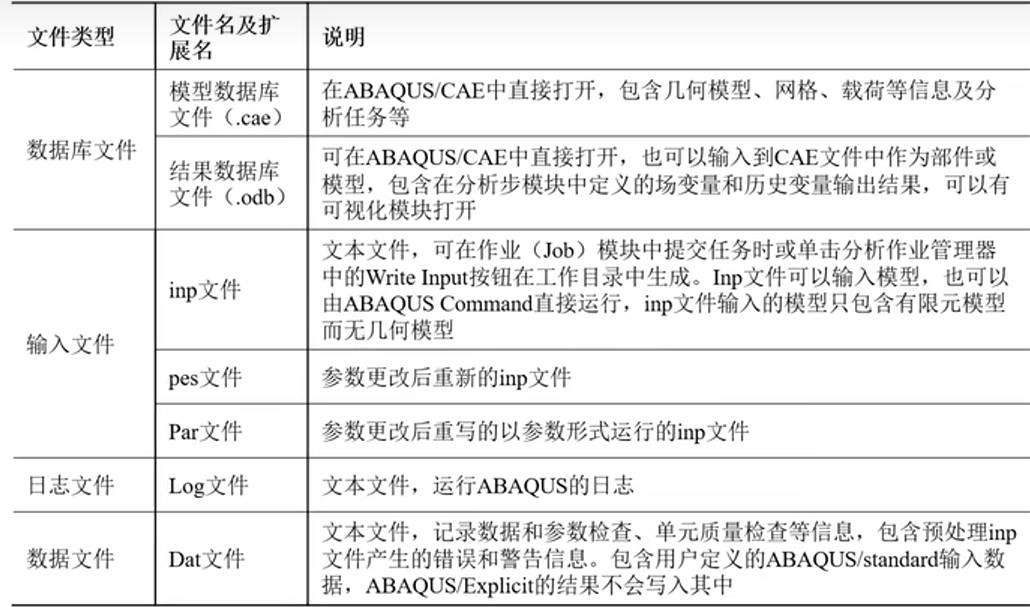 文件类型
文件名及扩
展名
说明
数据库文件
模型数据库
文件（.cae）
在ABAQUS/CAE中直接打开，包含几何模型、网格、载荷等信息及分
析任务等
结果数据库
文件（.odb）
可在ABAQUS/CAE中直接打开，也可以输入到CAE文件中作为部件或
模型，包含在分析步模块中定义的场变量和历史变量输出结果，可以有
可视化模块打开
输入文件
inp文件
文本文件，可在作业（Job）模块中提交任务时或单击分析作业管理器
中的Write Input按钮在工作目录中生成。Inp文件可以输入模型，也可以
由ABAQUS Command直接运行，inp文件输入的模型只包含有限元模型
而无几何模型
pes文件
参数更改后重新的inp文件
Par文件
参数更改后重写的以参数形式运行的inp文件
日志文件
Log文件
文本文件，运行ABAQUS的日志
数据文件
Dat文件
文本文件，记录数据和参数检查、单元质量检查等信息，包含预处理inp
文件产生的错误和警告信息。包含用户定义的ABAQUS/standard输入数
据，ABAQUS/Explicit的结果不会写入其中